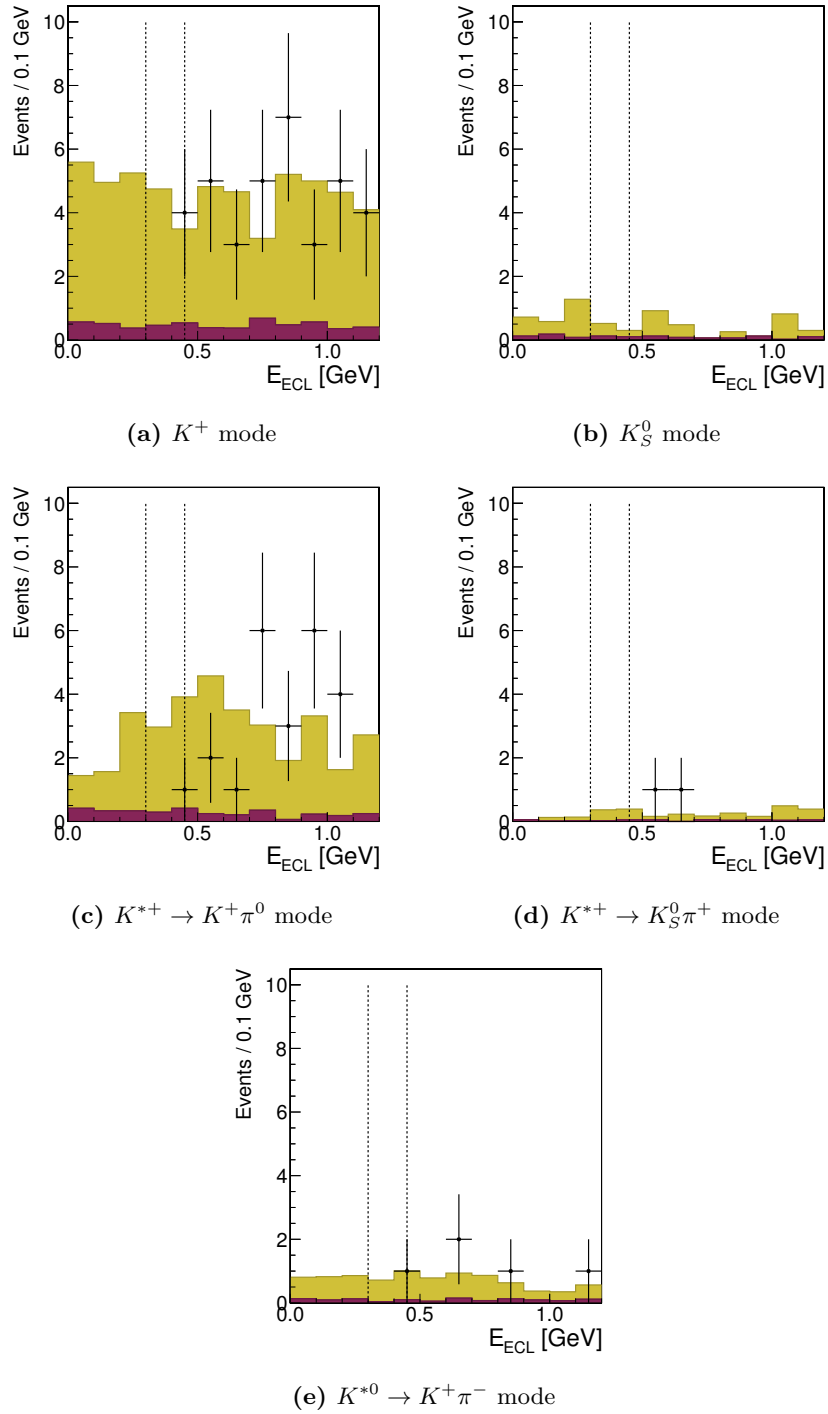 Events / 0.1 GeV
10
8
6
4
2
0
0.0 0.5 1.0
E_ECL [GeV]
(a) K⁺ mode
Events / 0.1 GeV
10
8
6
4
2
0
0.0 0.5 1.0
E_ECL [GeV]
(b) K_S^0 mode
Events / 0.1 GeV
10
8
6
4
2
0
0.0 0.5 1.0
E_ECL [GeV]
(c) K*⁺ → K⁺π⁰ mode
Events / 0.1 GeV
10
8
6
4
2
0
0.0 0.5 1.0
E_ECL [GeV]
(d) K*⁺ → K_S^0π⁺ mode
Events / 0.1 GeV
10
8
6
4
2
0
0.0 0.5 1.0
E_ECL [GeV]
(e) K*⁰ → K⁺π⁻ mode